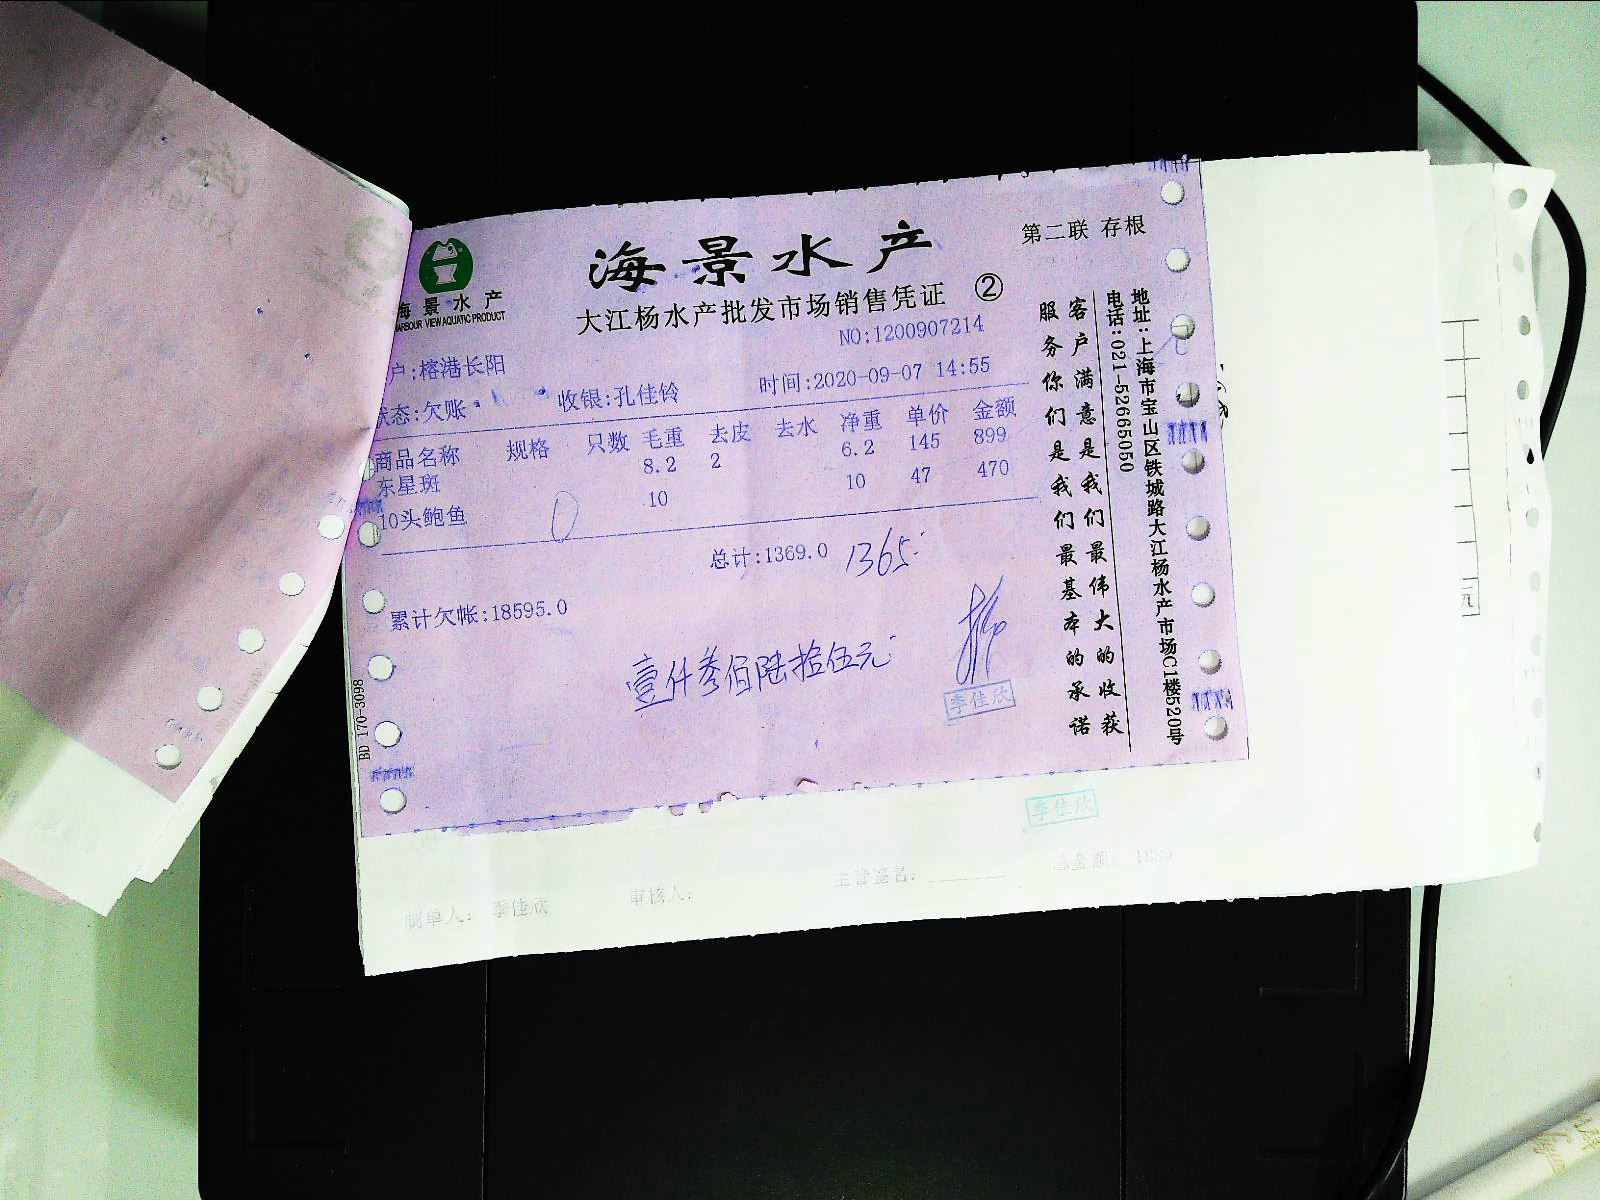 海景水产
HARBOUR VIEW AQUATIC PRODUCT
海景水产
第二联 存根
大江杨水产批发市场销售凭证 ②
NO:1200907214
户:榕港长阳
状态:欠账 收银:孔佳铃 时间:2020-09-07 14:55
商品名称 规格 只数 毛重 去皮 去水 净重 单价 金额
东星斑 8.2 2 6.2 145 899
10头鲍鱼 10 10 47 470
总计:1369.0 1365
累计欠帐:18595.0
壹仟叁佰陆拾伍元
李佳欣
客户满意是我们最伟大的收获
服务你们是我们最基本的承诺
地址:上海市宝山区铁城路大江杨水产市场C1楼520号
电话:021-52665050
BD 170-3098
李佳欣
制单人: 季佳欣 审核人: 主管签名:
元